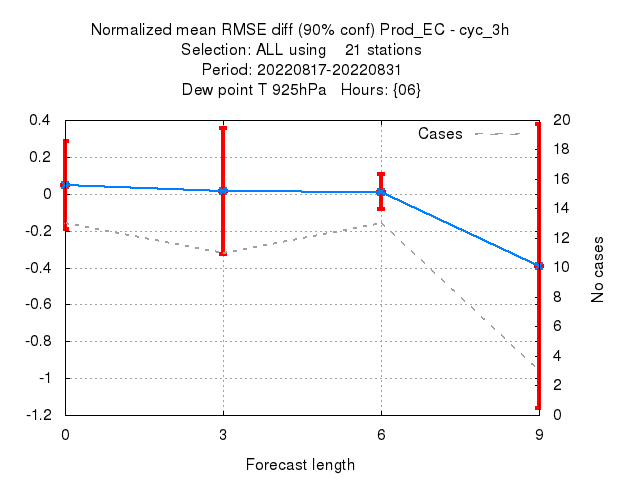 Normalized mean RMSE diff (90% conf) Prod_EC - cyc_3h
Selection: ALL using    21 stations
Period: 20220817-20220831
Dew point T 925hPa   Hours: {06}
Cases
0.4
0.2
0
-0.2
-0.4
-0.6
-0.8
-1
-1.2
20
18
16
14
12
10
8
6
4
2
0
No cases
0 3 6 9
Forecast length